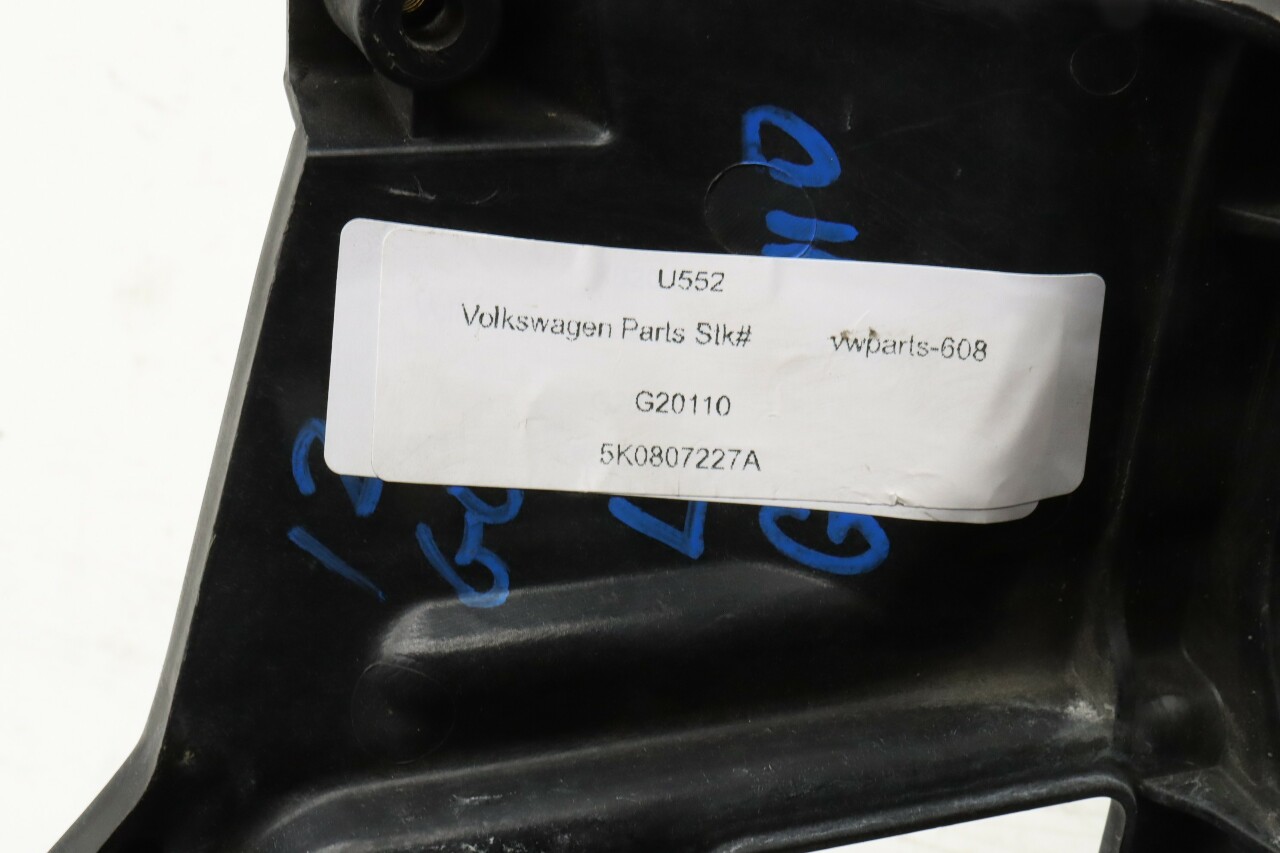 U552
Volkswagen Parts Stk# vwparts-608
G20110
5K0807227A